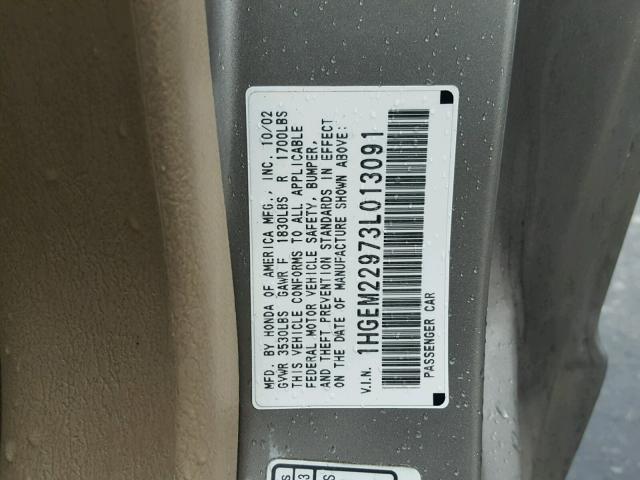 MFD. BY HONDA OF AMERICA MFG., INC. 10/02
GVWR 3530LBS GAWR F 1830LBS R 1700LBS
THIS VEHICLE CONFORMS TO ALL APPLICABLE
FEDERAL MOTOR VEHICLE SAFETY, BUMPER,
AND THEFT PREVENTION STANDARDS IN EFFECT
ON THE DATE OF MANUFACTURE SHOWN ABOVE:
V.I.N. 1HGEM22973L013091
PASSENGER CAR